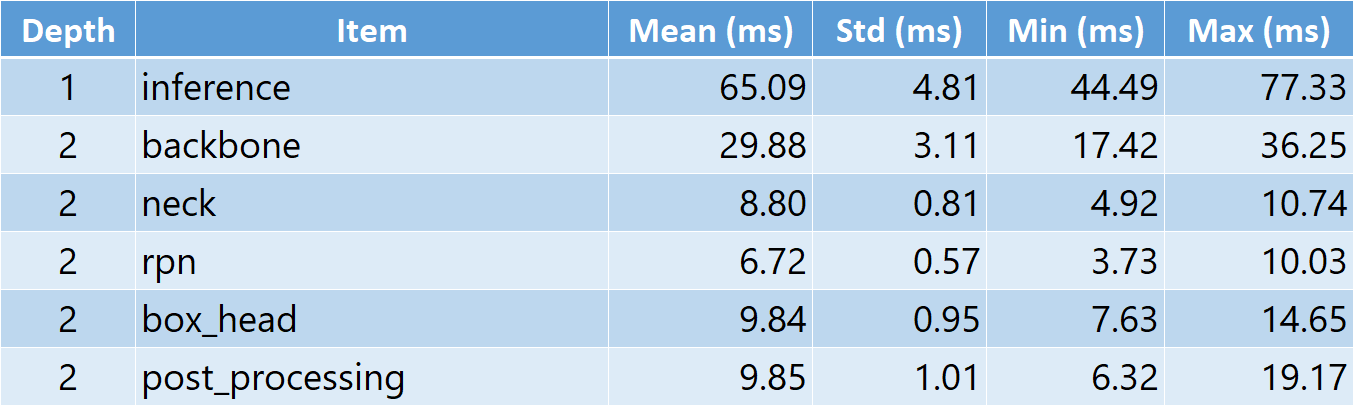 Depth Item Mean (ms) Std (ms) Min (ms) Max (ms)
1 inference 65.09 4.81 44.49 77.33
2 backbone 29.88 3.11 17.42 36.25
2 neck 8.80 0.81 4.92 10.74
2 rpn 6.72 0.57 3.73 10.03
2 box_head 9.84 0.95 7.63 14.65
2 post_processing 9.85 1.01 6.32 19.17